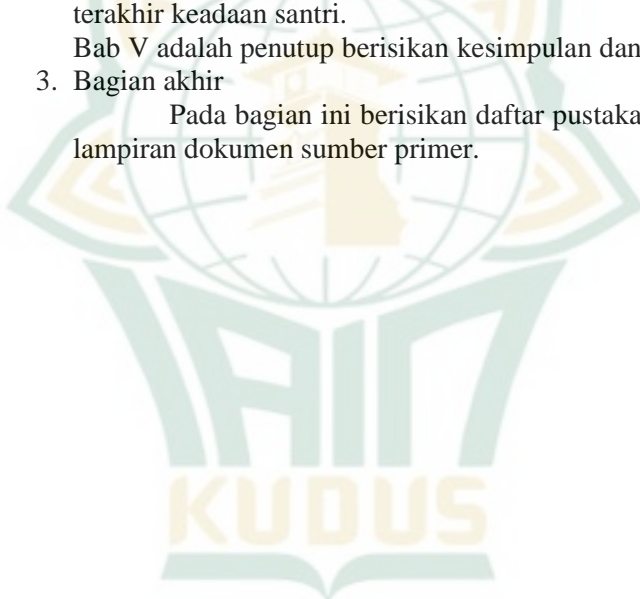 terakhir keadaan santri.
Bab V adalah penutup berisikan kesimpulan dan
3. Bagian akhir
Pada bagian ini berisikan daftar pustaka
lampiran dokumen sumber primer.
IAIN
KUDUS